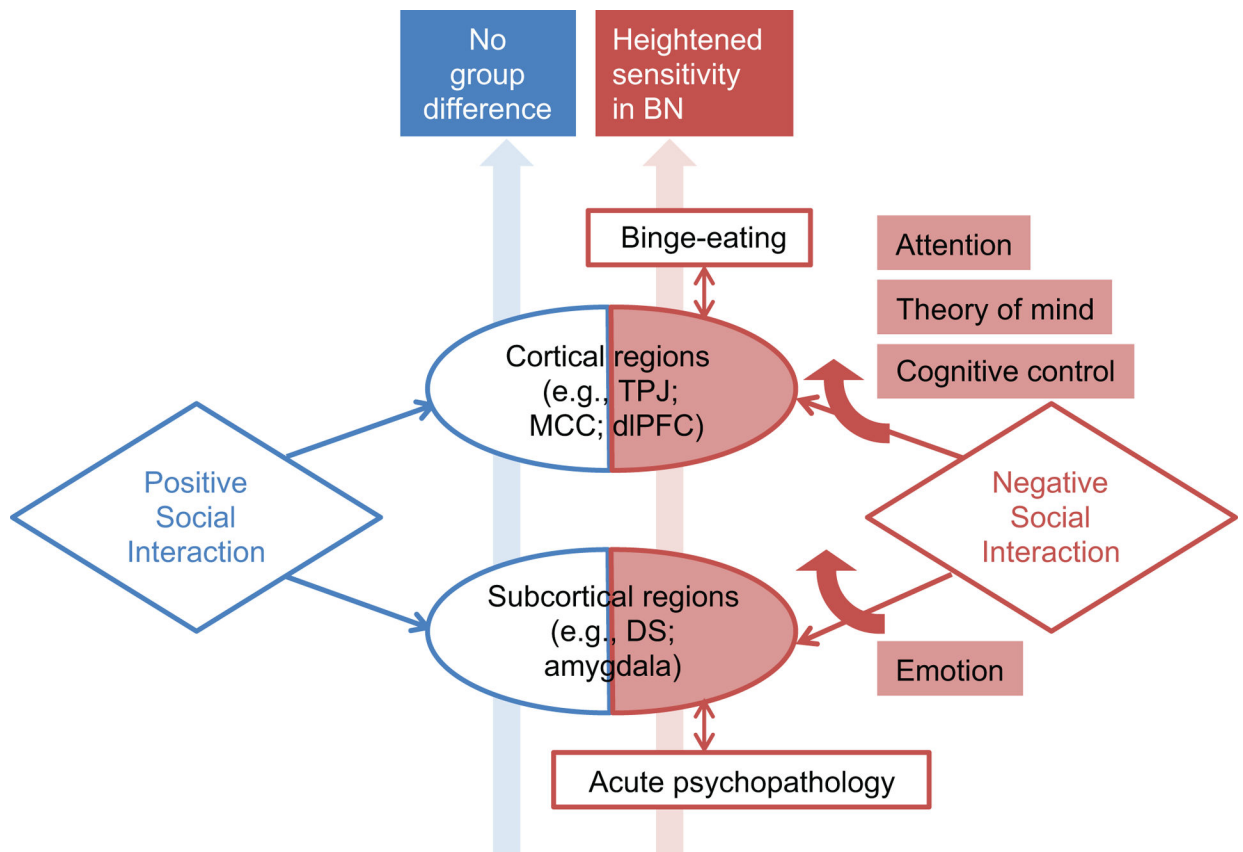 No
group
difference
Heightened
sensitivity
in BN
Binge-eating
Attention
Theory of mind
Cognitive control
Cortical regions
(e.g., TPJ;
MCC; dlPFC)
Positive
Social
Interaction
Negative
Social
Interaction
Subcortical regions
(e.g., DS;
amygdala)
Emotion
Acute psychopathology